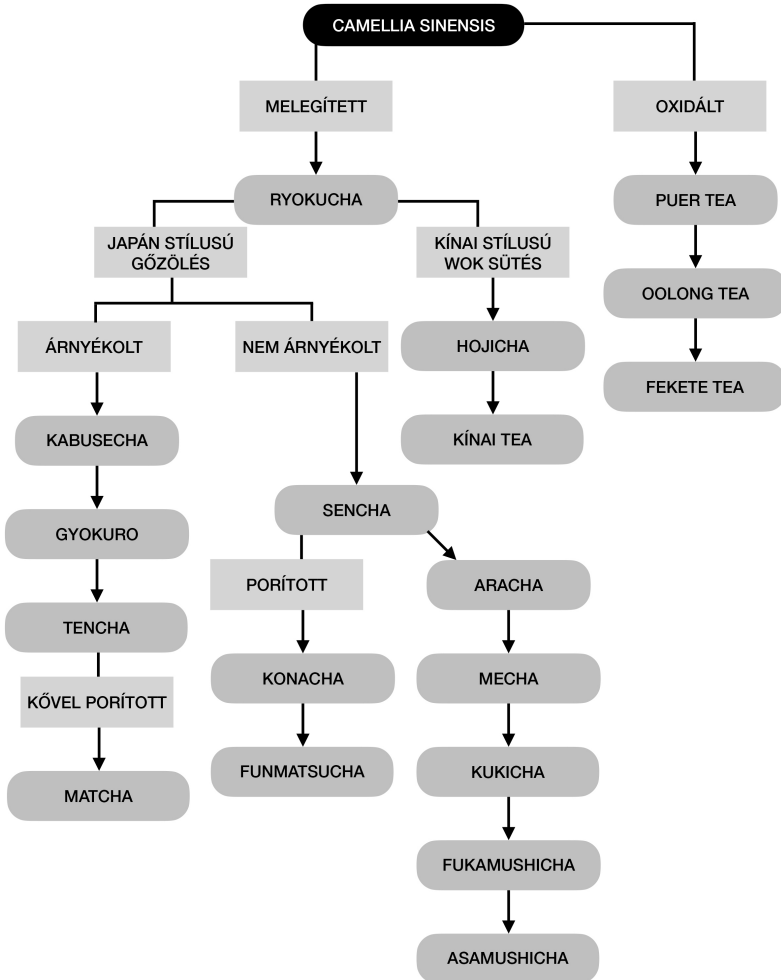 CAMELLIA SINENSIS
MELEGÍTETT
OXIDÁLT
RYOKUCHA
PUER TEA
JAPÁN STÍLUSÚ
GŐZÖLÉS
KÍNAI STÍLUSÚ
WOK SÜTÉS
OOLONG TEA
ÁRNYÉKOLT
NEM ÁRNYÉKOLT
HOJICHA
FEKETE TEA
KABUSECHA
KÍNAI TEA
SENCHA
GYOKURO
PORÍTOTT
ARACHA
TENCHA
KONACHA
MECHA
KŐVEL PORÍTOTT
FUNMATSUCHA
KUKICHA
MATCHA
FUKAMUSHICHA
ASAMUSHICHA